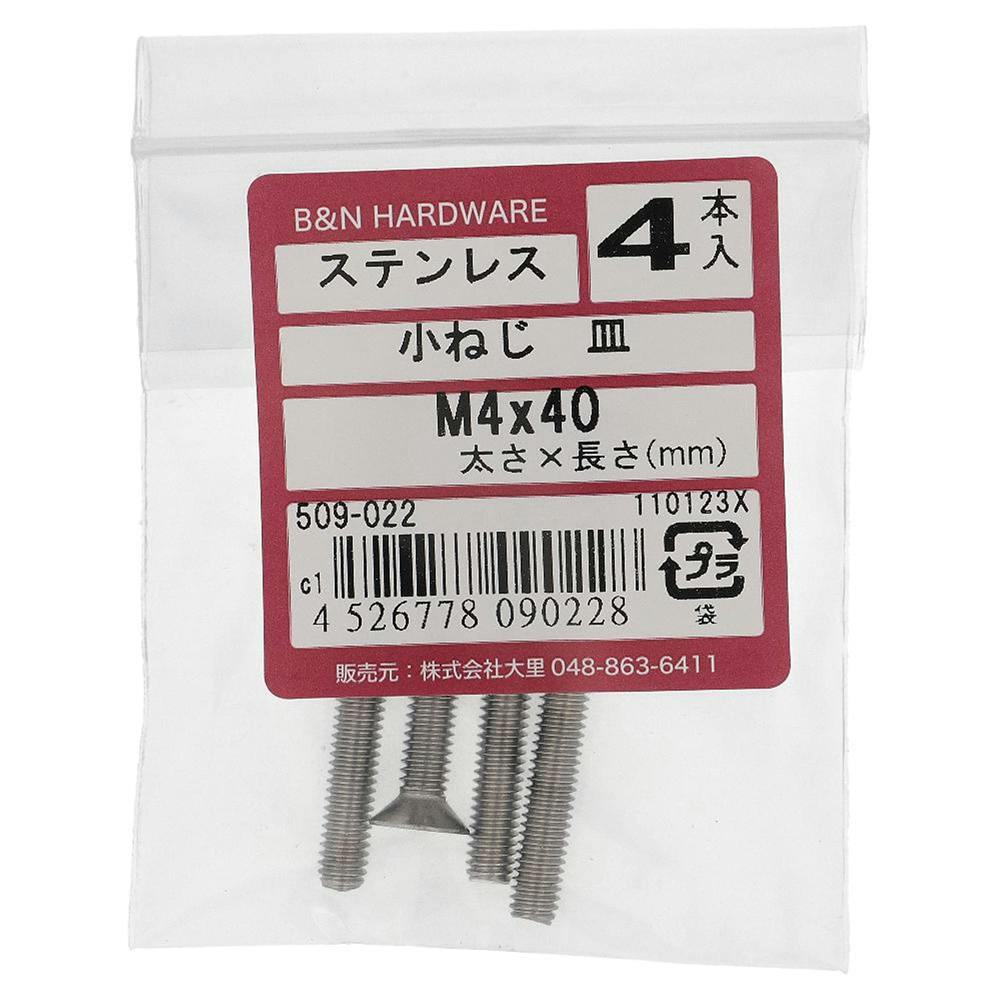 B&N HARDWARE
ステンレス
4本入
小ねじ 皿
M4x40
太さ×長さ(mm)
509-022 110123X
c1
プラ
4 526778 090228
袋
販売元：株式会社大里 048-863-6411